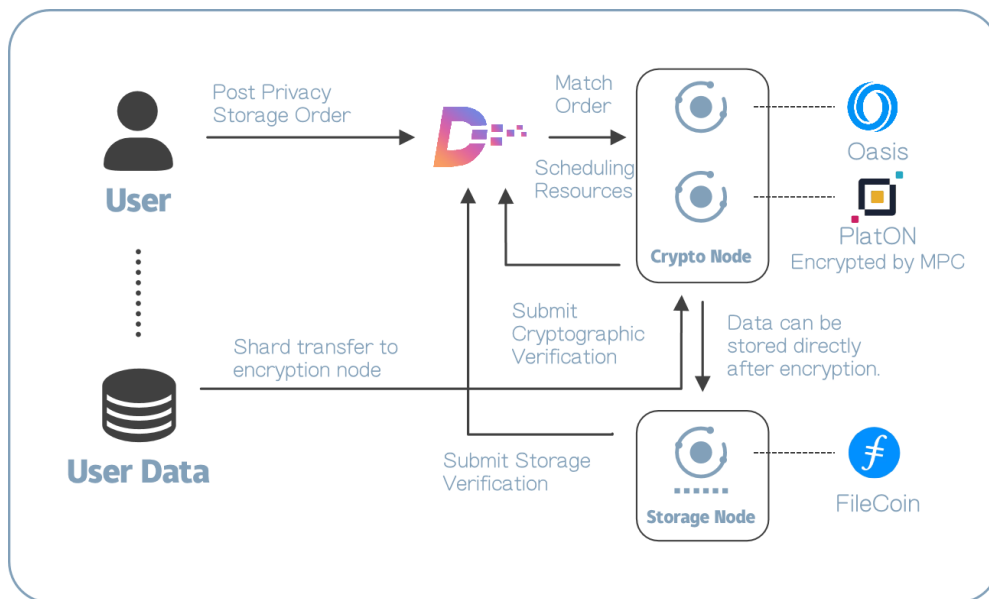 Post Privacy
Storage Order
Match
Order
Scheduling
Resources
User
Oasis
PlatON
Encrypted by MPC
Crypto Node
Submit
Cryptographic
Verification
Data can be
stored directly
after encryption.
Shard transfer to
encryption node
User Data
Submit Storage
Verification
Storage Node
FileCoin